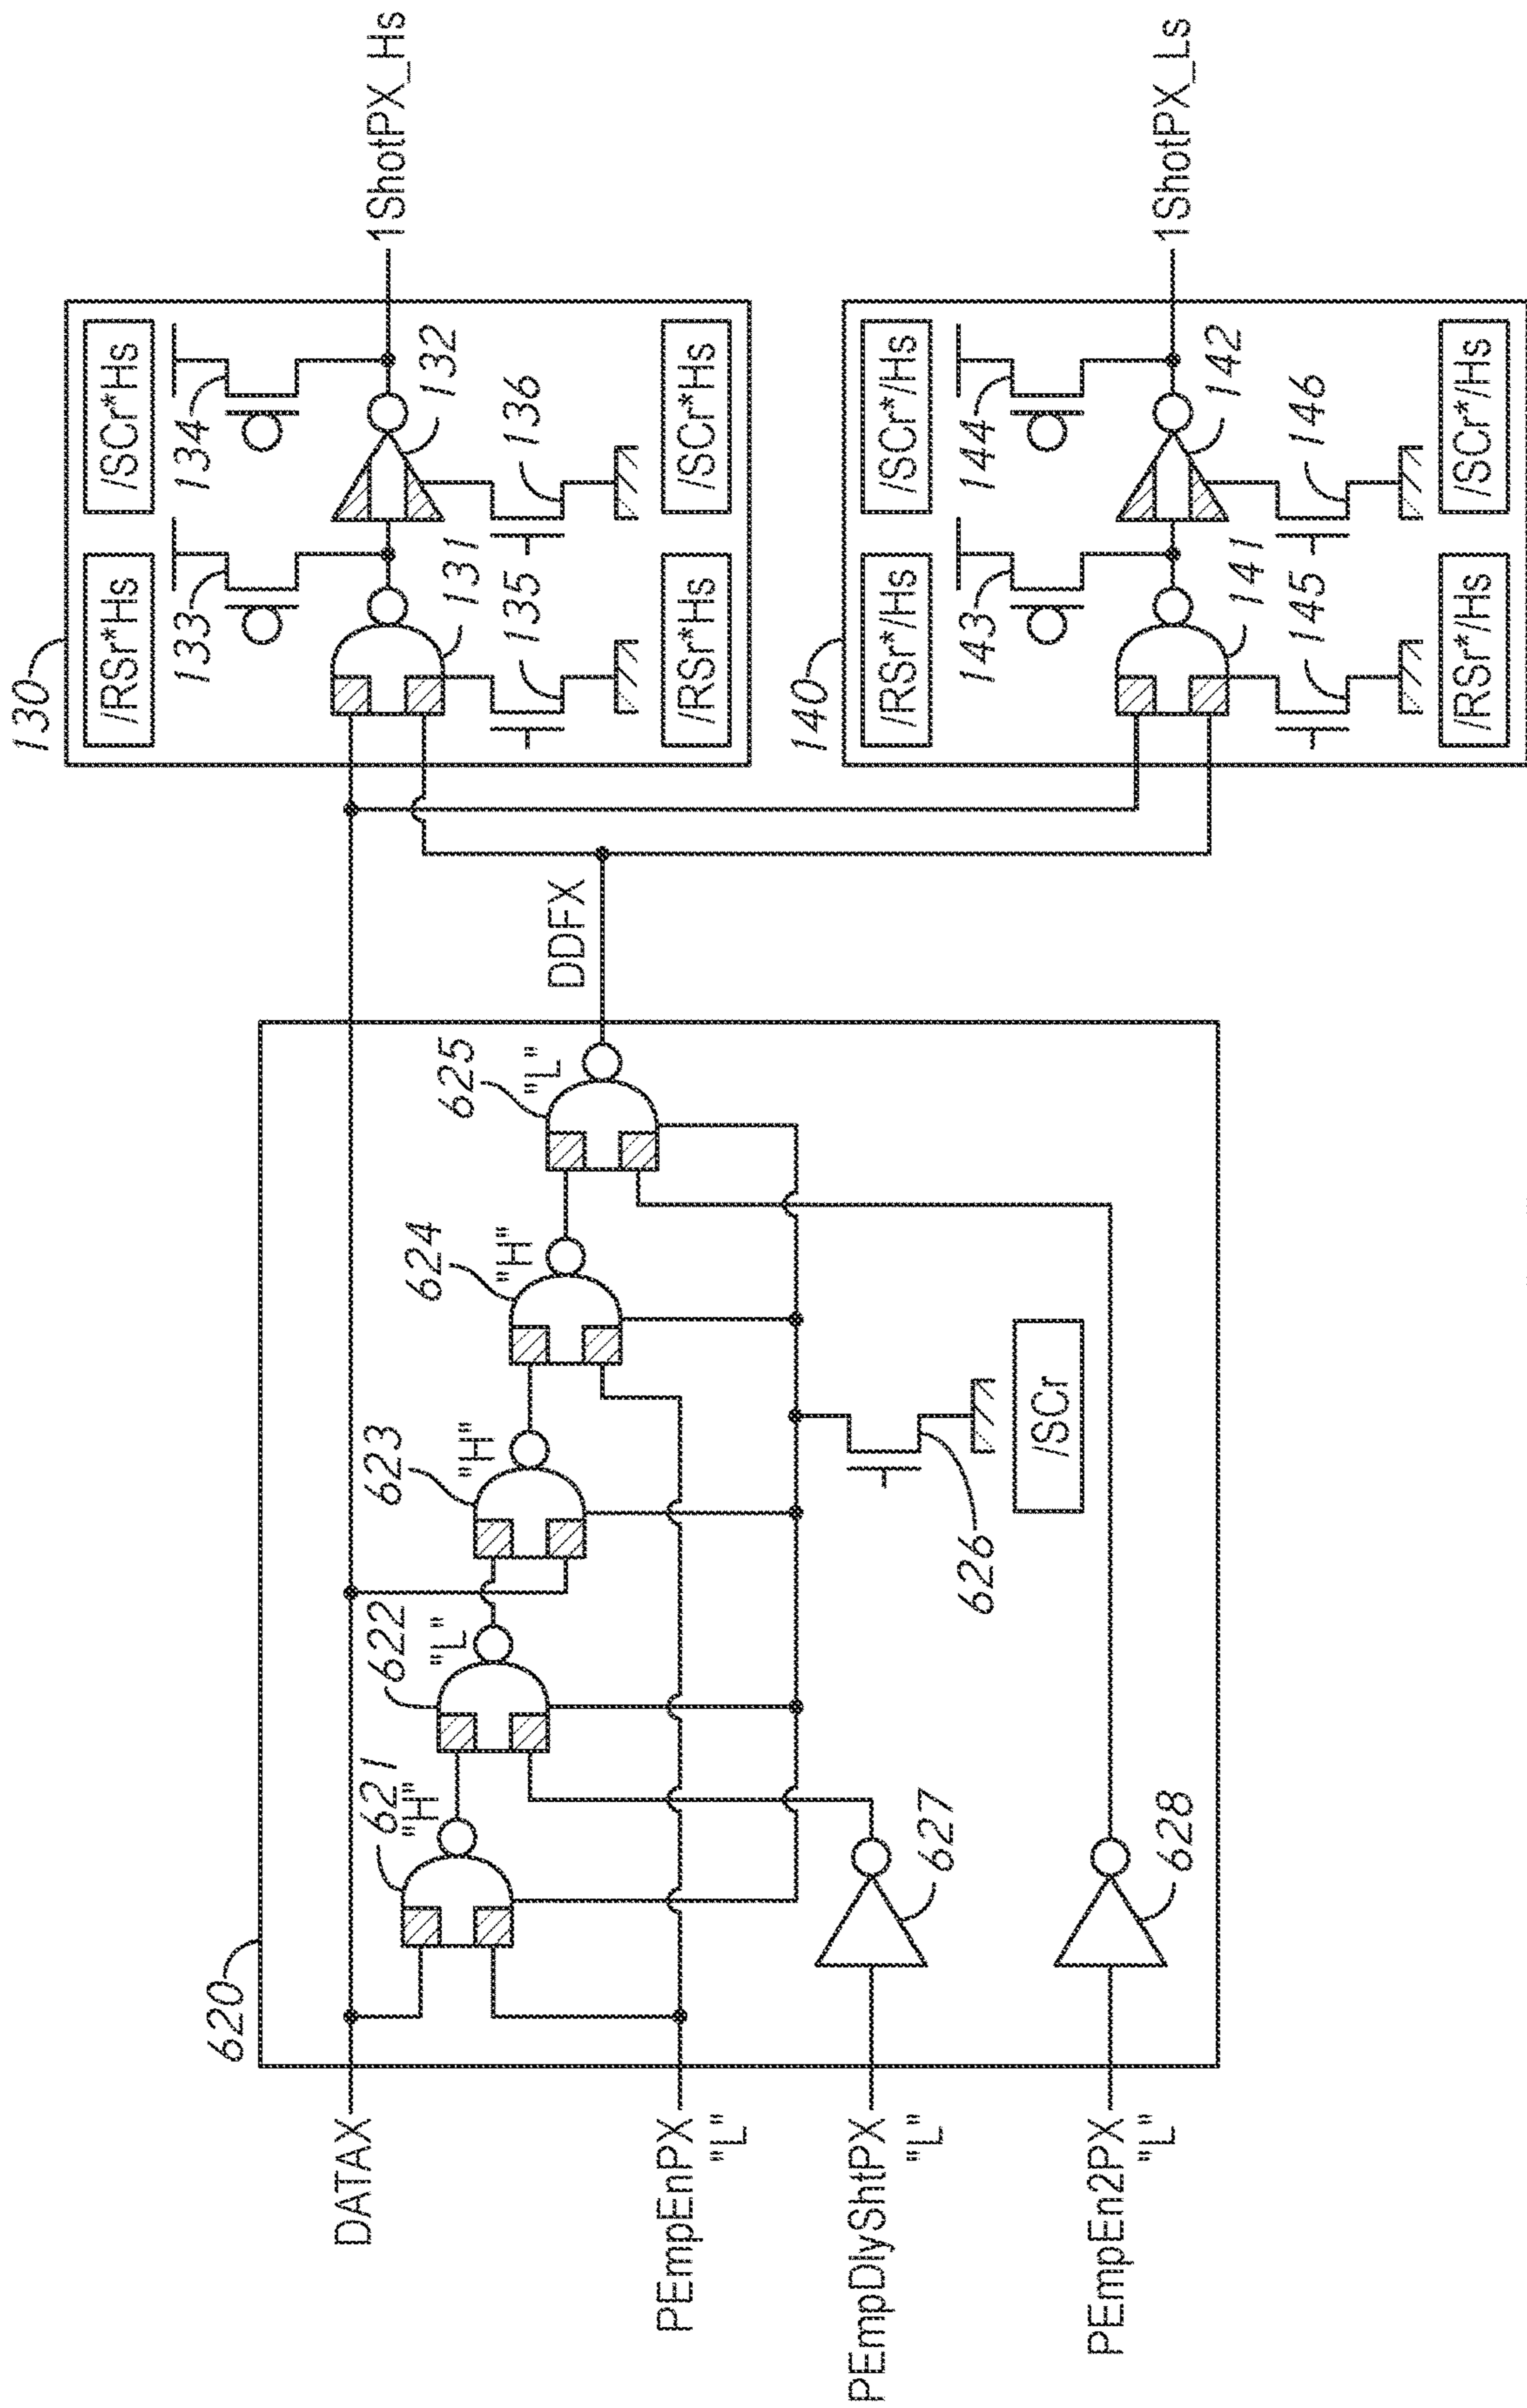 130
/RSr*Hs
/SCr*Hs
133
134
1ShotPX_Hs
131
132
135
136
/RSr*Hs
/SCr*Hs
620
DATAX
621
"H"
622
"L"
623
"H"
624
"H"
625
"L"
DDFX
PEmpEnPX
"L"
PEmpDlyShtPX
"L"
627
626
/SCr
PEmpEn2PX
"L"
628
140
/RSr*/Hs
/SCr*/Hs
143
144
1ShotPX_Ls
141
142
145
146
/RSr*/Hs
/SCr*/Hs